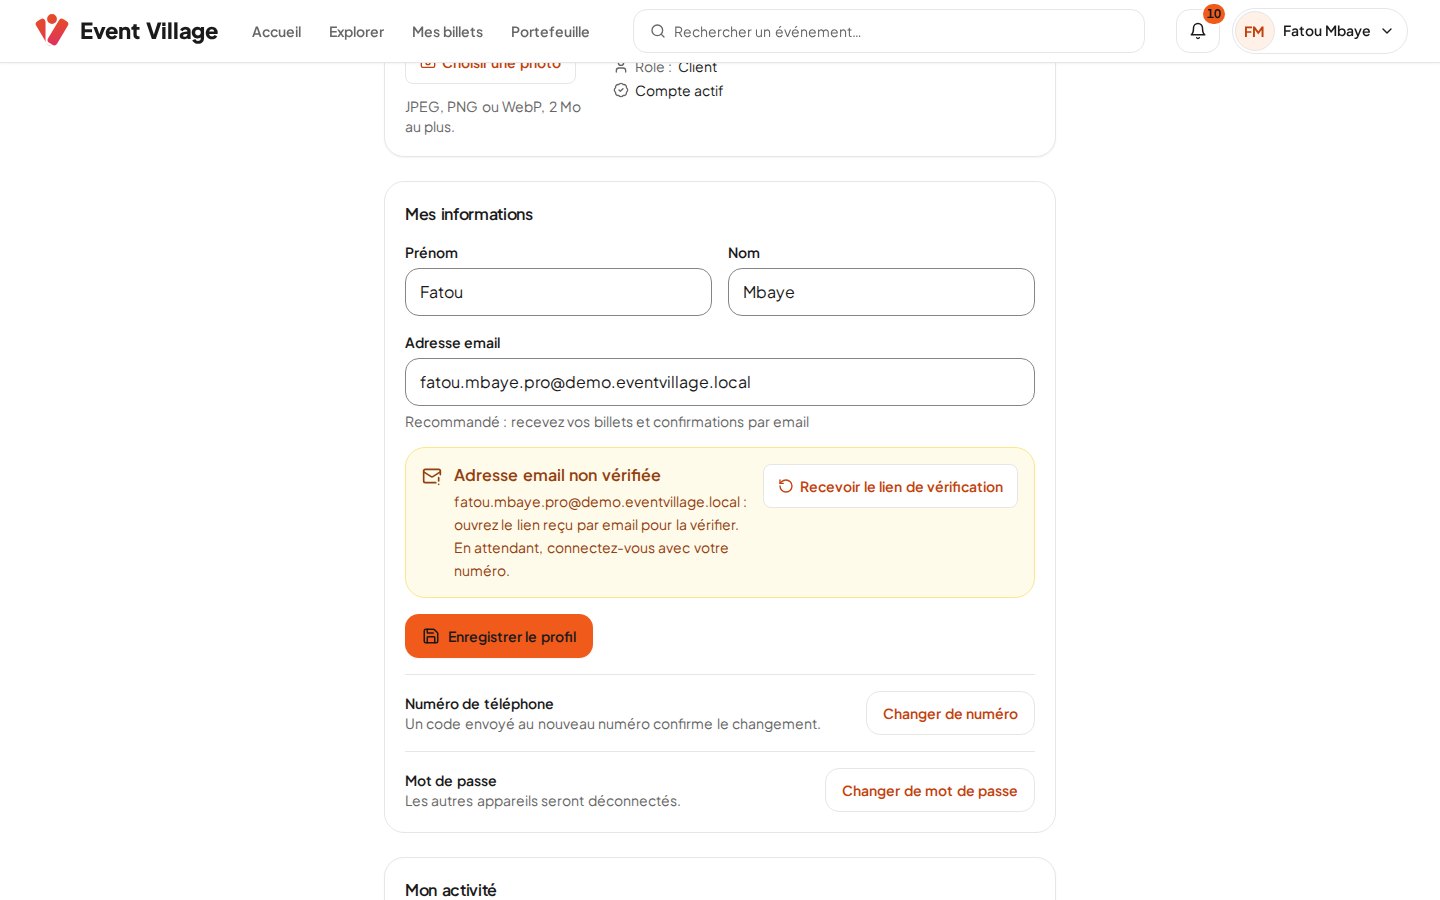 Event Village
Accueil
Explorer
Mes billets
Portefeuille
Rechercher un événement...
10
FM
Fatou Mbaye
Choisir une photo
JPEG, PNG ou WebP, 2 Mo
au plus.
Rôle : Client
Compte actif
Mes informations
Prénom
Nom
Fatou
Mbaye
Adresse email
fatou.mbaye.pro@demo.eventvillage.local
Recommandé : recevez vos billets et confirmations par email
Adresse email non vérifiée
fatou.mbaye.pro@demo.eventvillage.local :
ouvrez le lien reçu par email pour la vérifier.
En attendant, connectez-vous avec votre
numéro.
Recevoir le lien de vérification
Enregistrer le profil
Numéro de téléphone
Un code envoyé au nouveau numéro confirme le changement.
Changer de numéro
Mot de passe
Les autres appareils seront déconnectés.
Changer de mot de passe
Mon activité